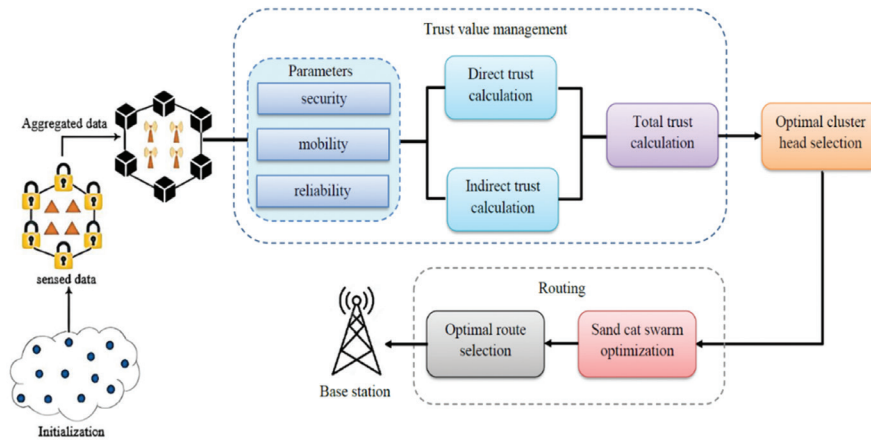 Trust value management
Parameters
security
mobility
reliability
Direct trust
calculation
Indirect trust
calculation
Total trust
calculation
Optimal cluster
head selection
Aggregated data
sensed data
Initialization
Routing
Sand cat swarm
optimization
Optimal route
selection
Base station